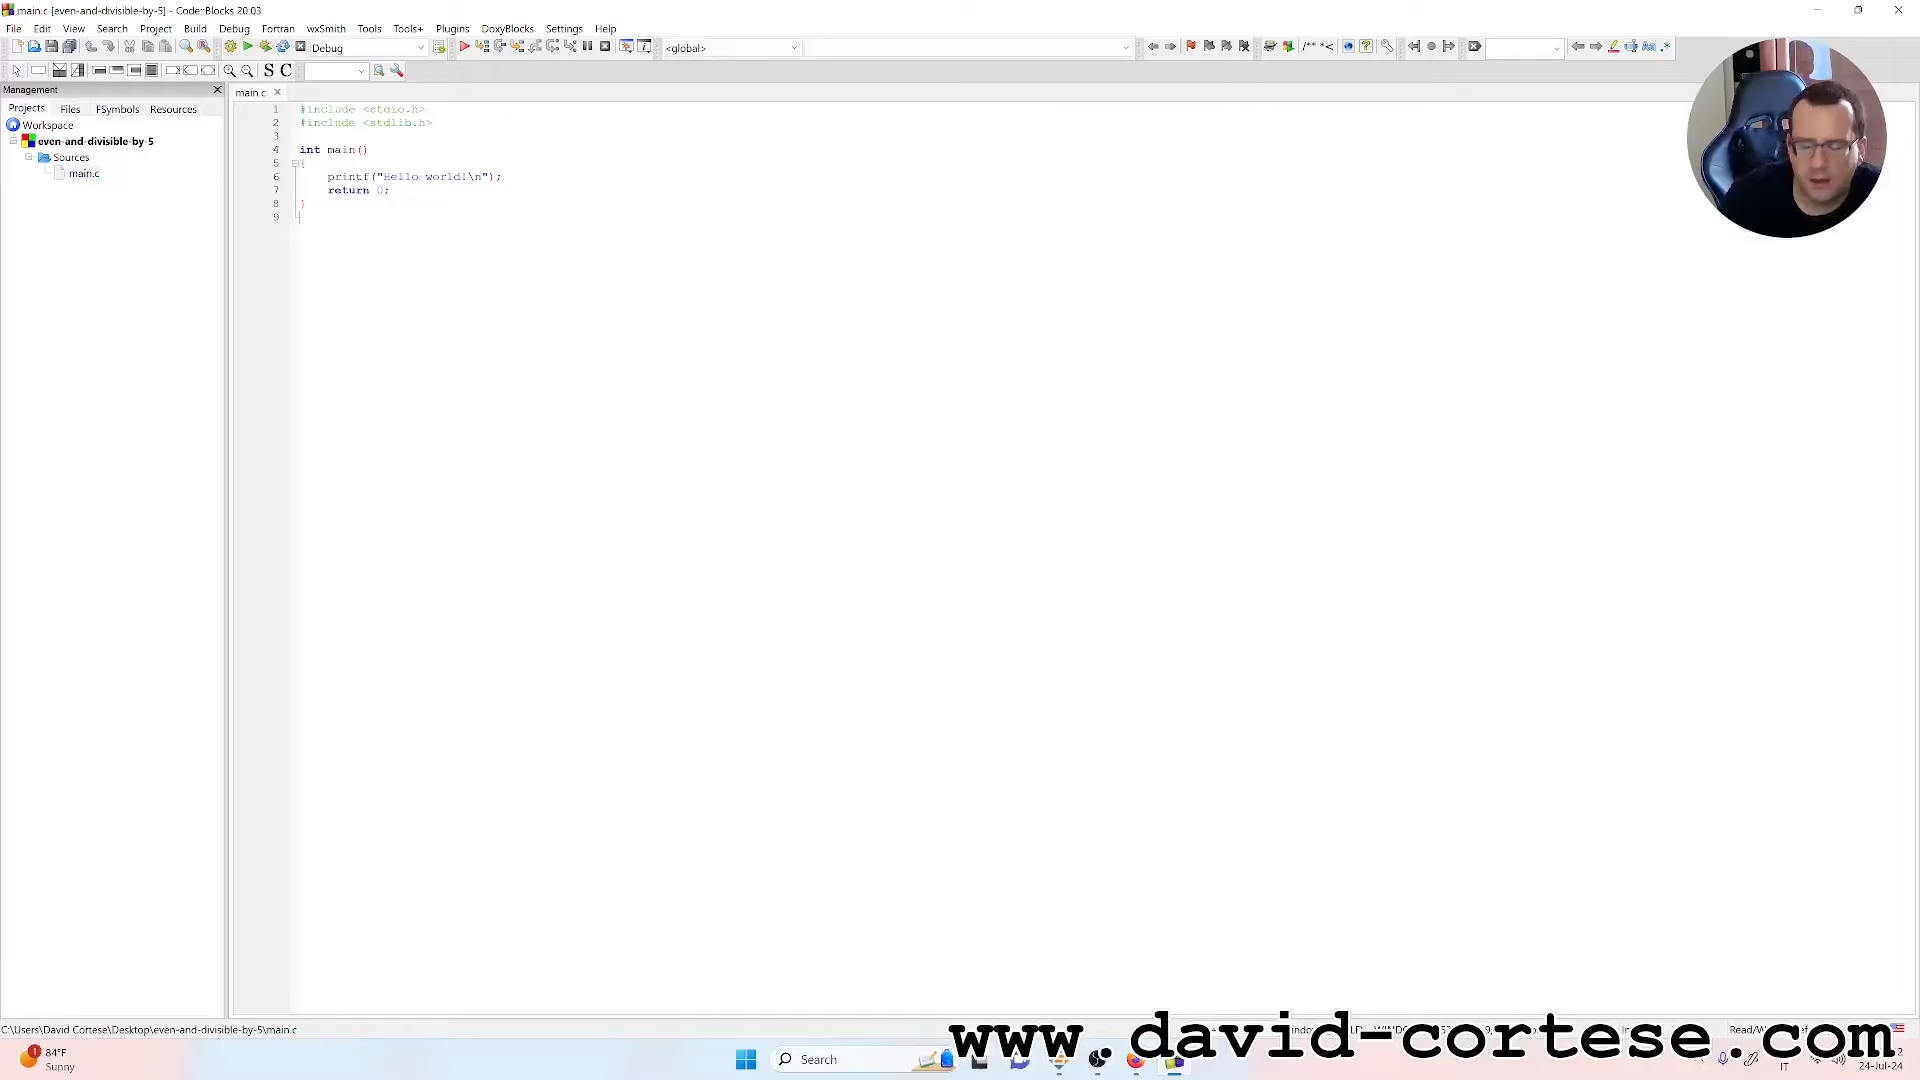 main.c [even-and-divisible-by-5] - Code::Blocks 20.03
File Edit View Search Project Build Debug Fortran wxSmith Tools Tools+ Plugins DoxyBlocks Settings Help
Debug
<global>
/** *<
S C
Aa .*
Management
Projects Files FSymbols Resources
Workspace
even-and-divisible-by-5
Sources
main.c
main.c
1 #include <stdio.h>
2 #include <stdlib.h>
3
4 int main()
5 {
6 printf("Hello world!\n");
7 return 0;
8 }
9
C:\Users\David Cortese\Desktop\even-and-divisible-by-5\main.c
www.david-cortese.com
1
84°F
Sunny
Search
IT
24-Jul-24